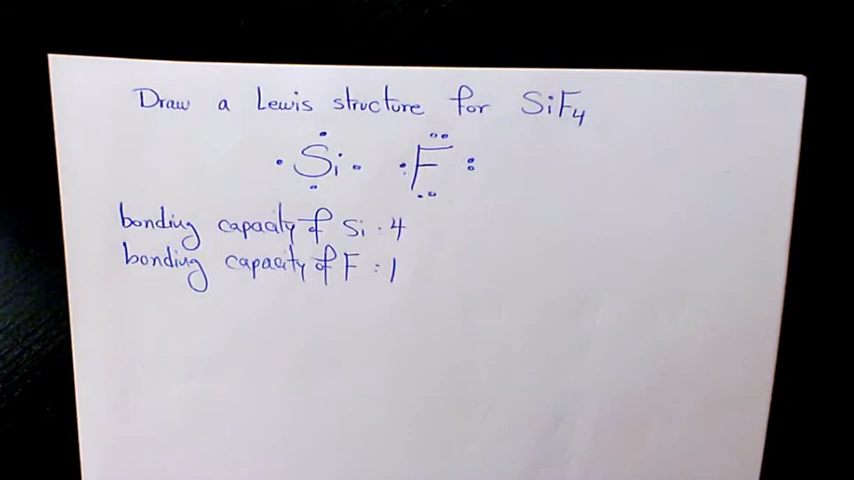 Draw a Lewis structure for SiF4
Si F
bonding capacity of Si . 4
bonding capacity of F : 1